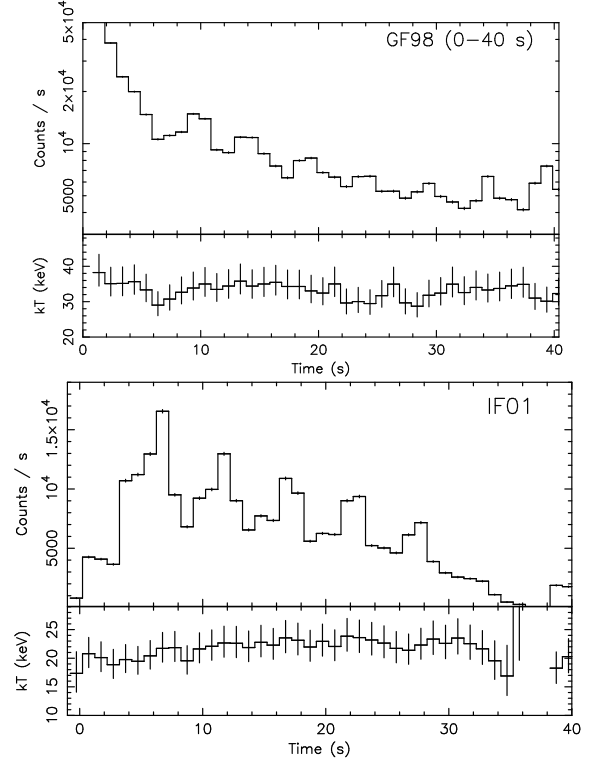 GF98 (0−40 s)
5×10⁴
2×10⁴
10⁴
5000
Counts / s
40
30
20
kT (keV)
0 10 20 30 40
Time (s)
IF01
1.5×10⁴
10⁴
5000
Counts / s
25
20
15
10
kT (keV)
0 10 20 30 40
Time (s)